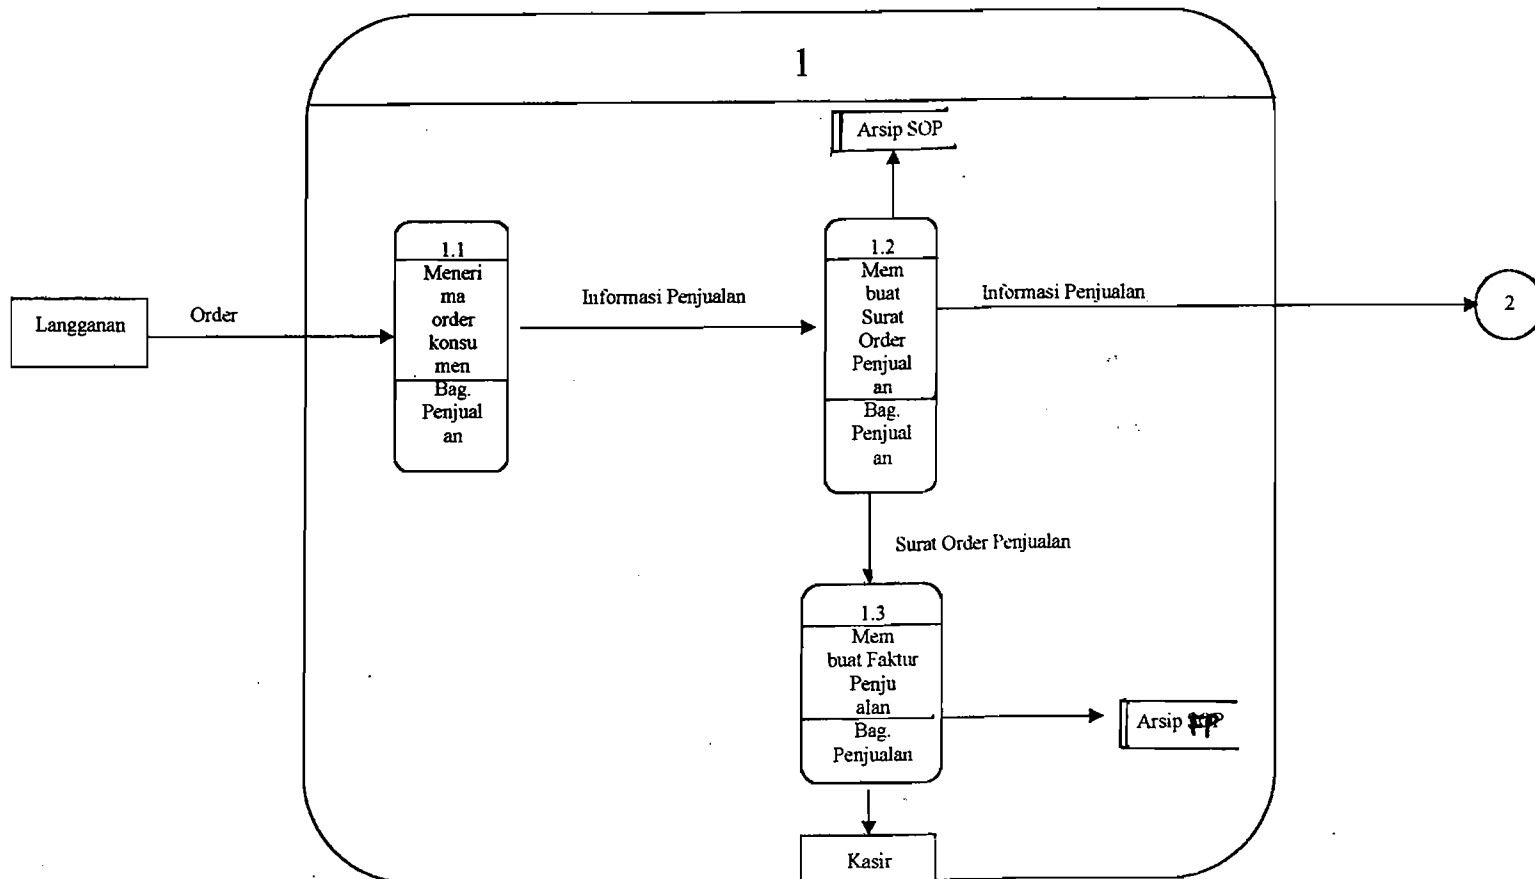 1
Arsip SOP
1.1
Meneri
ma
order
konsu
men
Bag.
Penjual
an
1.2
Mem
buat
Surat
Order
Penjual
an
Bag.
Penjual
an
Langganan
Order
Informasi Penjualan
Informasi Penjualan
2
Surat Order Penjualan
1.3
Mem
buat Faktur
Penju
alan
Bag.
Penjualan
Arsip
Kasir